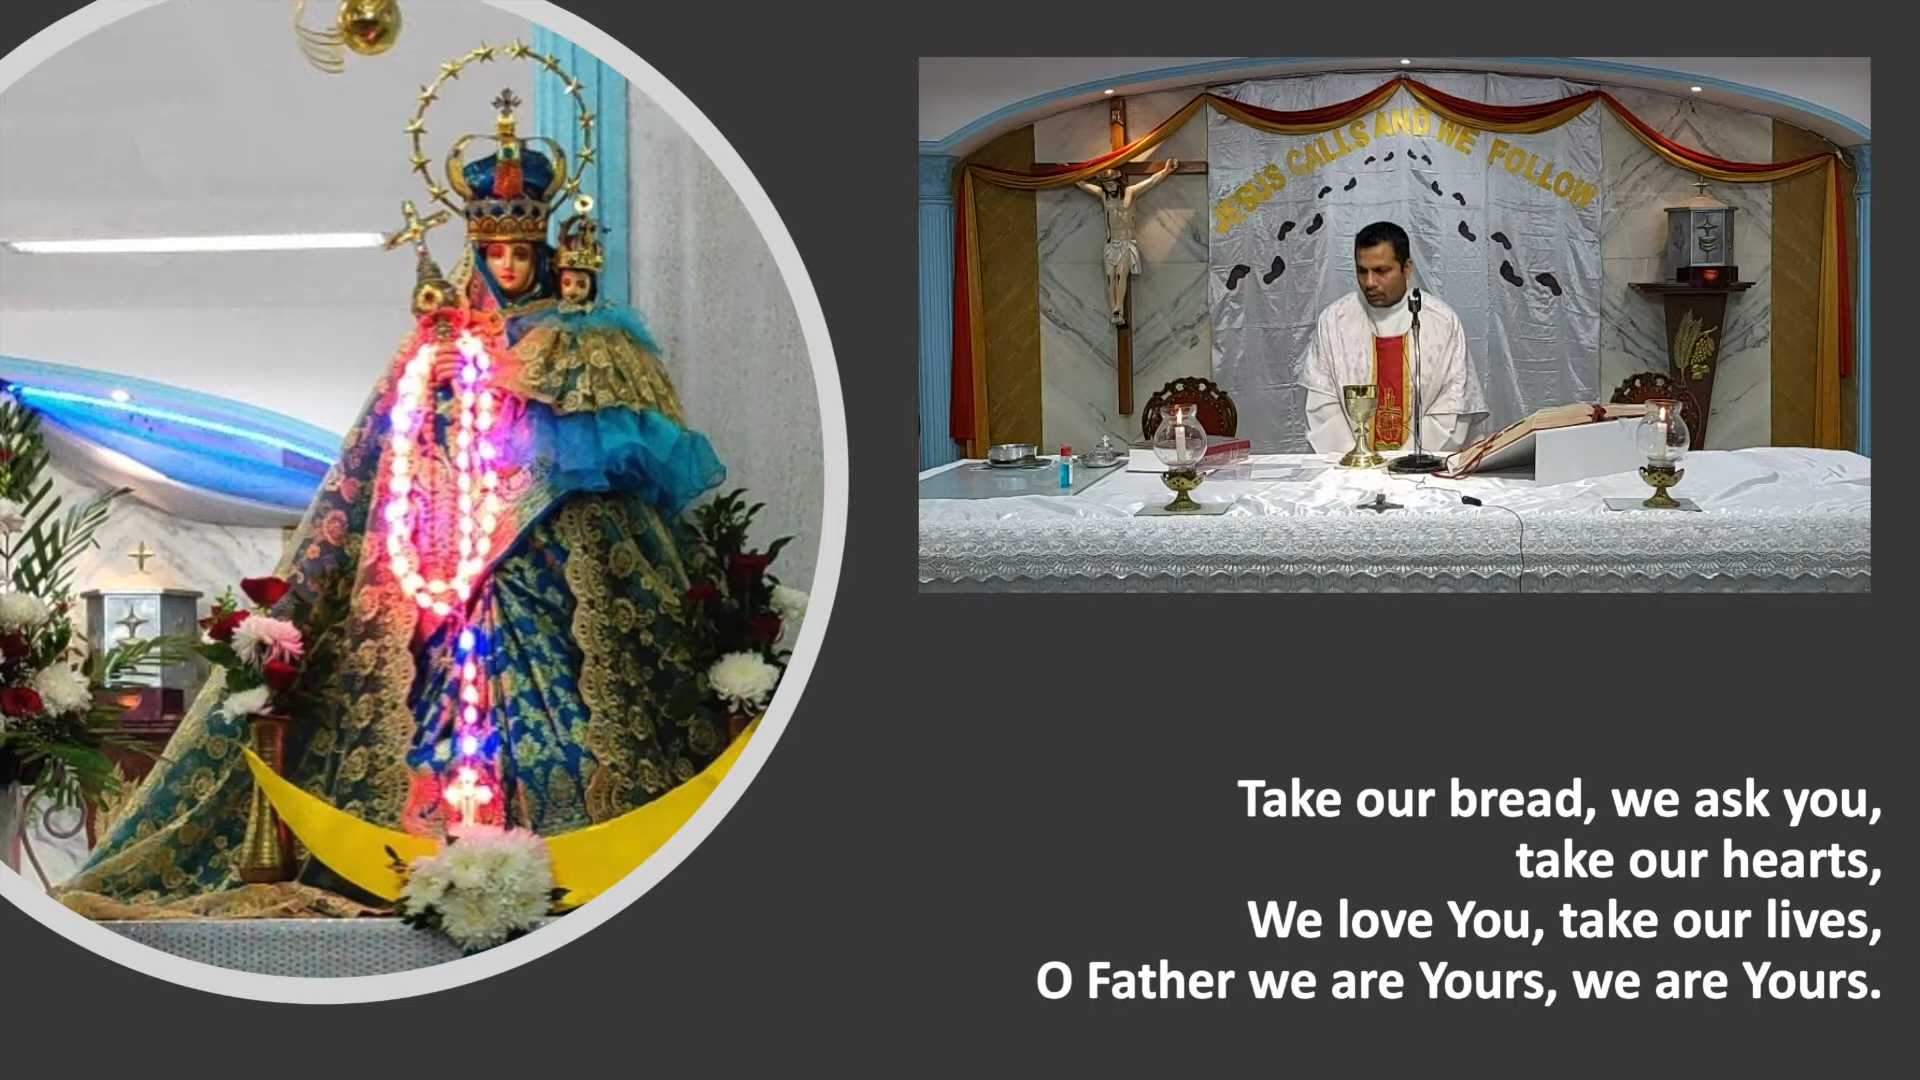 JESUS CALLS AND WE FOLLOW
Take our bread, we ask you,
take our hearts,
We love You, take our lives,
O Father we are Yours, we are Yours.